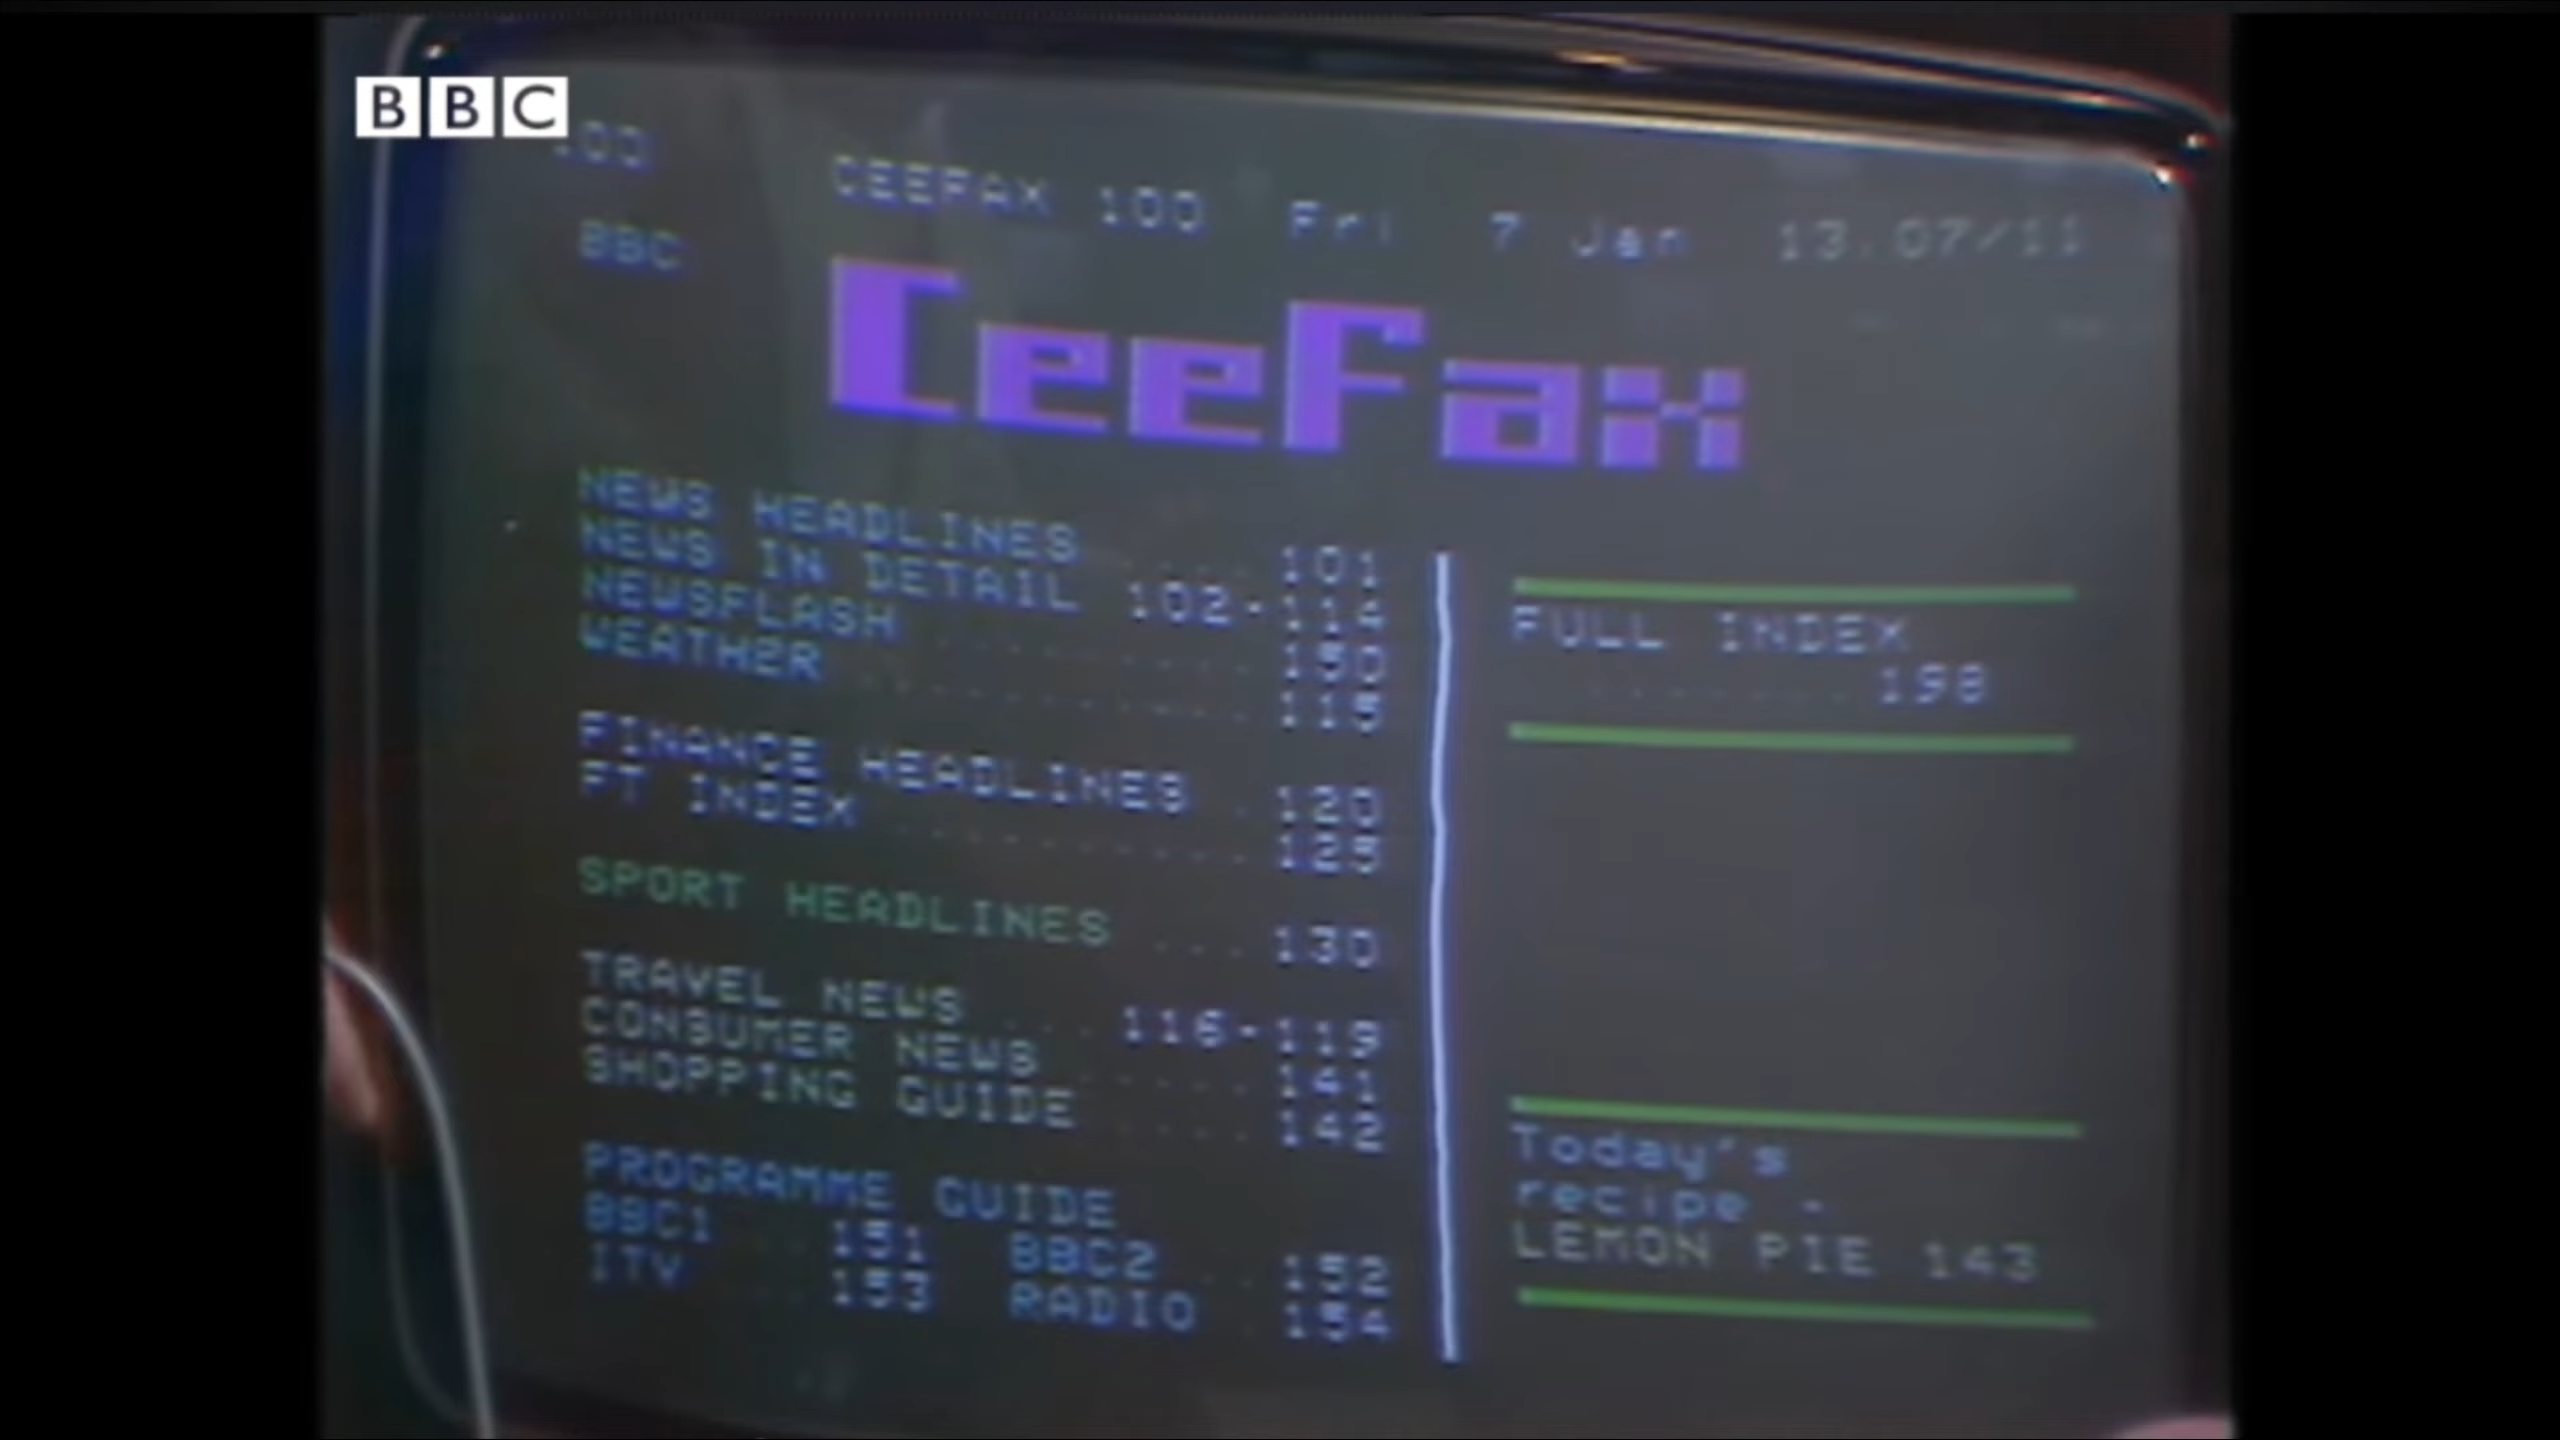 BBC
100
CEEFAX 100 Fri 7 Jan 13.07/11
BBC
Ceefax
NEWS HEADLINES .... 101
NEWS IN DETAIL 102-114
NEWSFLASH ......... 150
WEATHER ........... 115
FINANCE HEADLINES . 120
FT INDEX .......... 125
SPORT HEADLINES ... 130
TRAVEL NEWS ... 116-119
CONSUMER NEWS ..... 141
SHOPPING GUIDE .... 142
PROGRAMME GUIDE
BBC1 .. 151 BBC2 .. 152
ITV ... 153 RADIO . 154
FULL INDEX
........ 198
Today's
recipe -
LEMON PIE 143